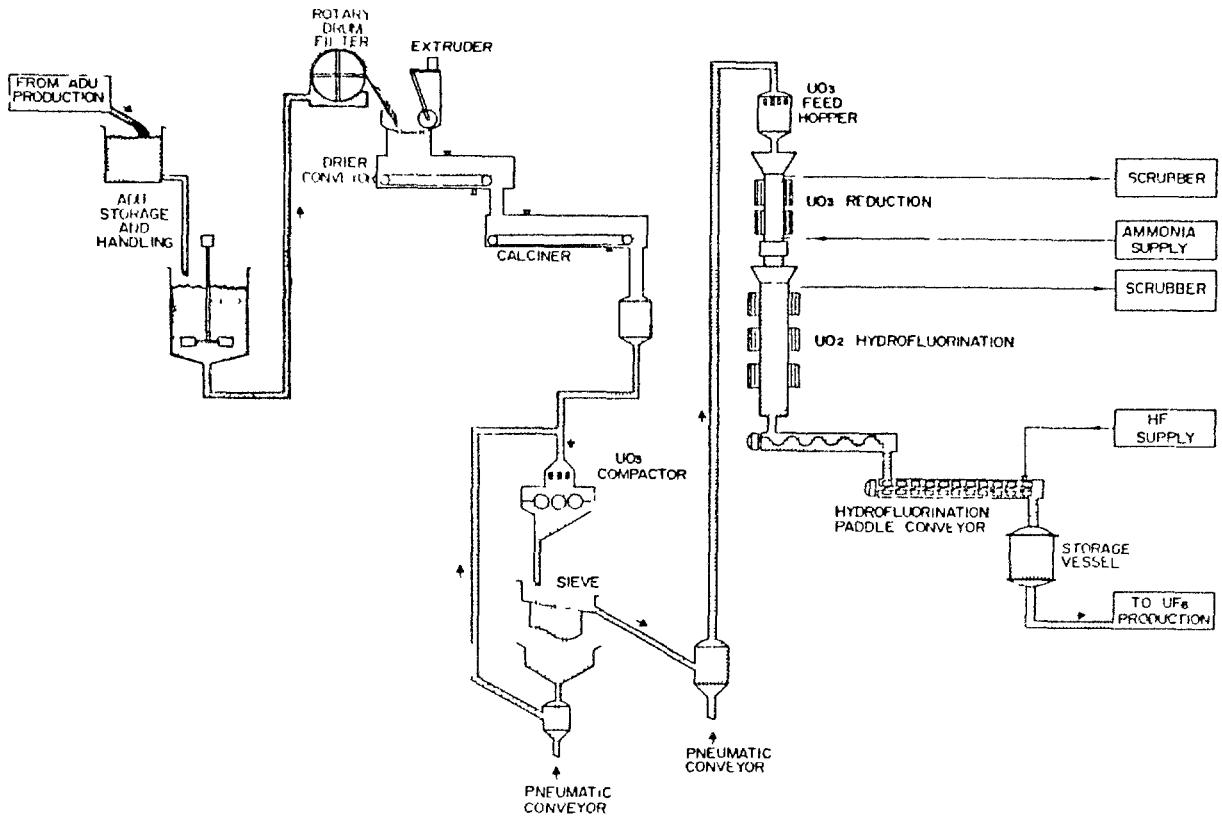 ROTARY
DRUM
FILTER
EXTRUDER
FROM ADU
PRODUCTION
UO3
FEED
HOPPER
DRIER
CONVEYOR
SCRUBBER
ADU
STORAGE
AND
HANDLING
UO3 REDUCTION
AMMONIA
SUPPLY
CALCINER
SCRUBBER
UO2 HYDROFLUORINATION
HF
SUPPLY
UO3
COMPACTOR
HYDROFLUORINATION
PADDLE CONVEYOR
STORAGE
VESSEL
SIEVE
TO UF6
PRODUCTION
PNEUMATIC
CONVEYOR
PNEUMATIC
CONVEYOR